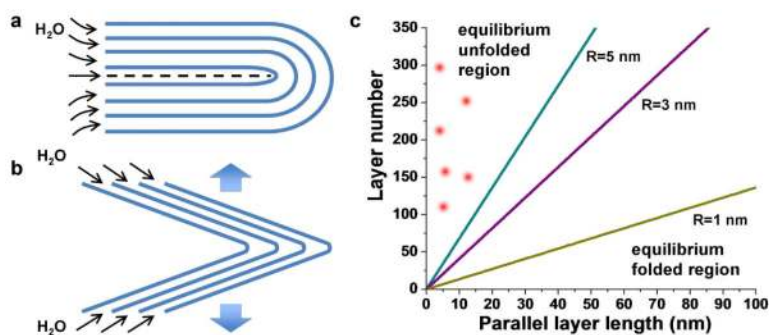 a
H₂O
b
H₂O
H₂O
c
Layer number
350
300
250
200
150
100
50
0
equilibrium
unfolded
region
R=5 nm
R=3 nm
R=1 nm
equilibrium
folded region
0 10 20 30 40 50 60 70 80 90 100
Parallel layer length (nm)